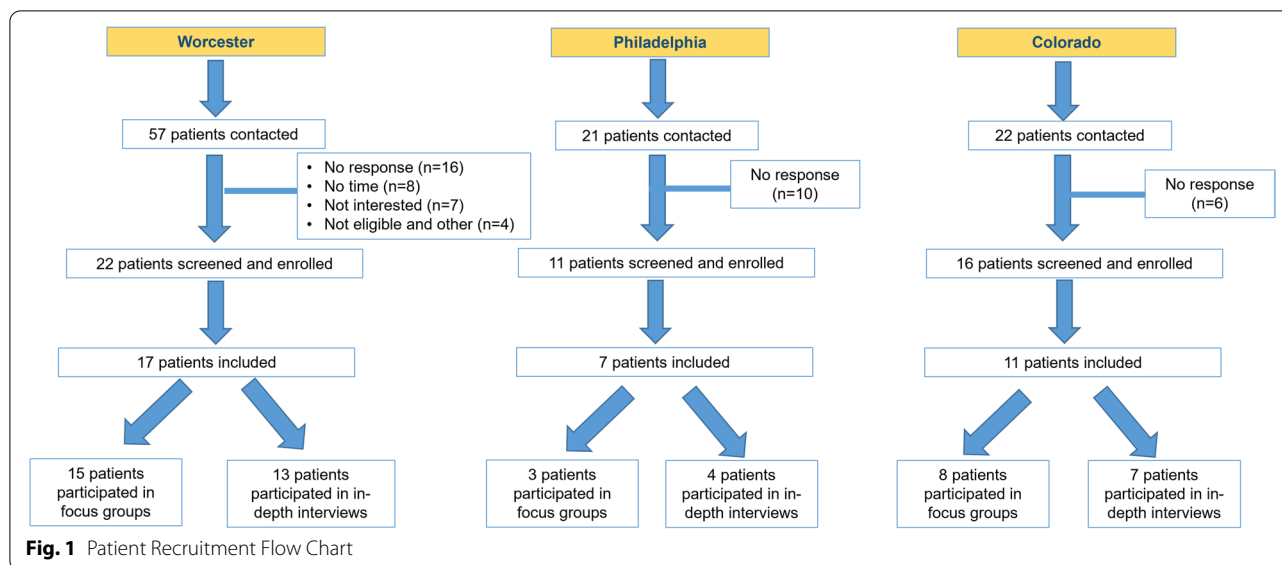 Worcester
57 patients contacted
• No response (n=16)
• No time (n=8)
• Not interested (n=7)
• Not eligible and other (n=4)
22 patients screened and enrolled
17 patients included
15 patients
participated in
focus groups
13 patients
participated in in-
depth interviews
Philadelphia
21 patients contacted
No response
(n=10)
11 patients screened and enrolled
7 patients included
3 patients
participated in
focus groups
4 patients
participated in in-
depth interviews
Colorado
22 patients contacted
No response
(n=6)
16 patients screened and enrolled
11 patients included
8 patients
participated in
focus groups
7 patients
participated in in-
depth interviews
Fig. 1 Patient Recruitment Flow Chart